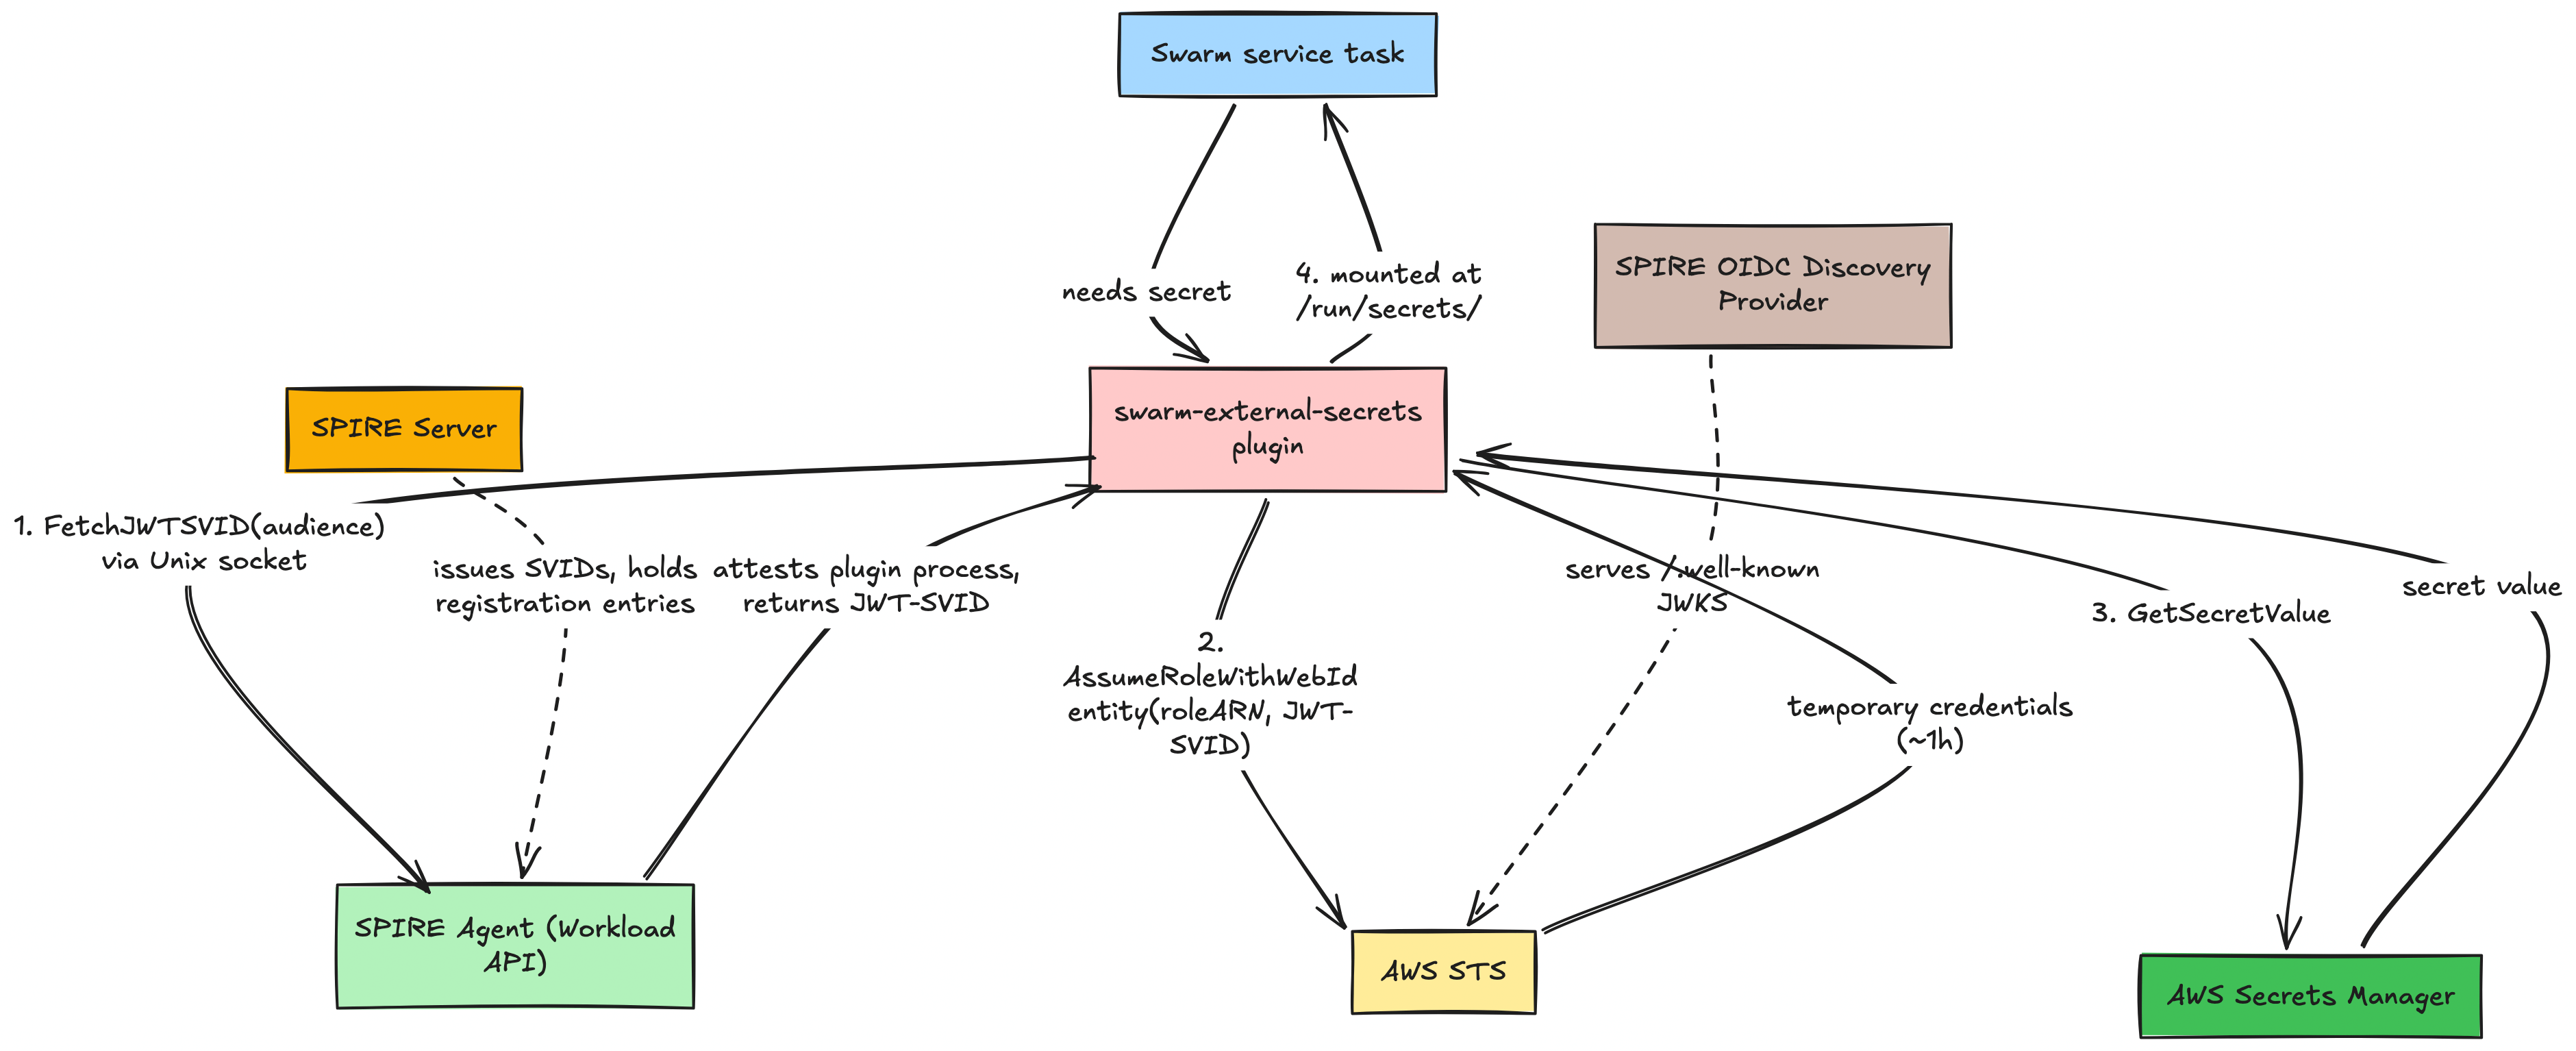 Swarm service task
needs secret
4. mounted at
/run/secrets/
SPIRE OIDC Discovery
Provider
SPIRE Server
swarm-external-secrets
plugin
1. FetchJWTSVID(audience)
via Unix socket
issues SVIDs, holds
registration entries
attests plugin process,
returns JWT-SVID
2.
AssumeRoleWithWebId
entity(roleARN, JWT-
SVID)
serves /.well-known
JWKS
temporary credentials
(~1h)
3. GetSecretValue
secret value
SPIRE Agent (Workload
API)
AWS STS
AWS Secrets Manager